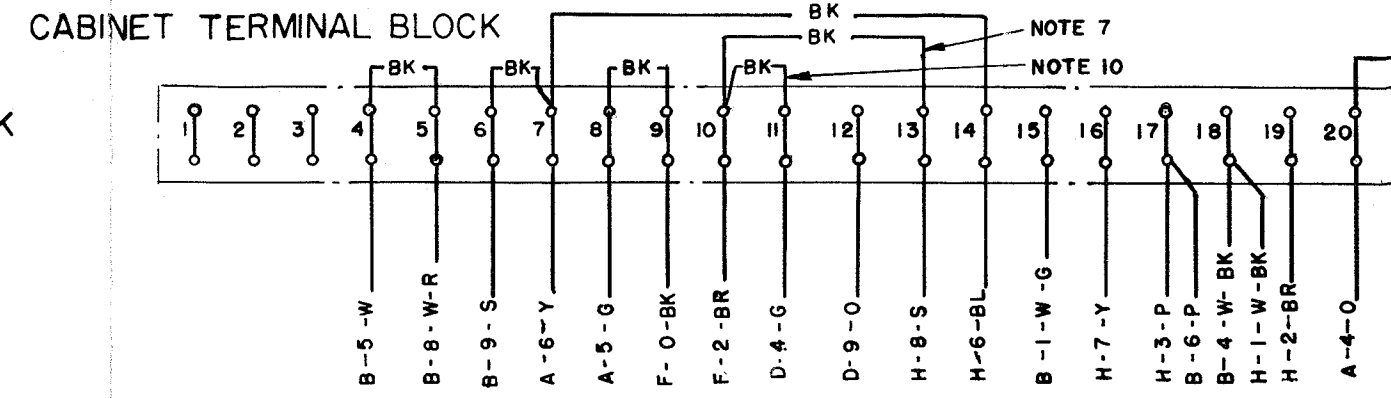 CABINET TERMINAL BLOCK
BK
BK
NOTE 7
BK
BK
BK
BK
NOTE 10
K
1 2 3 4 5 6 7 8 9 10 11 12 13 14 15 16 17 18 19 20
B-5-W
B-8-W-R
B-9-S
A-6-Y
A-5-G
F-0-BK
F-2-BR
D-4-G
D-9-O
H-8-S
H-6-BL
B-1-W-G
H-7-Y
H-3-P
B-6-P
B-4-W-BK
H-1-W-BK
H-2-BR
A-4-O